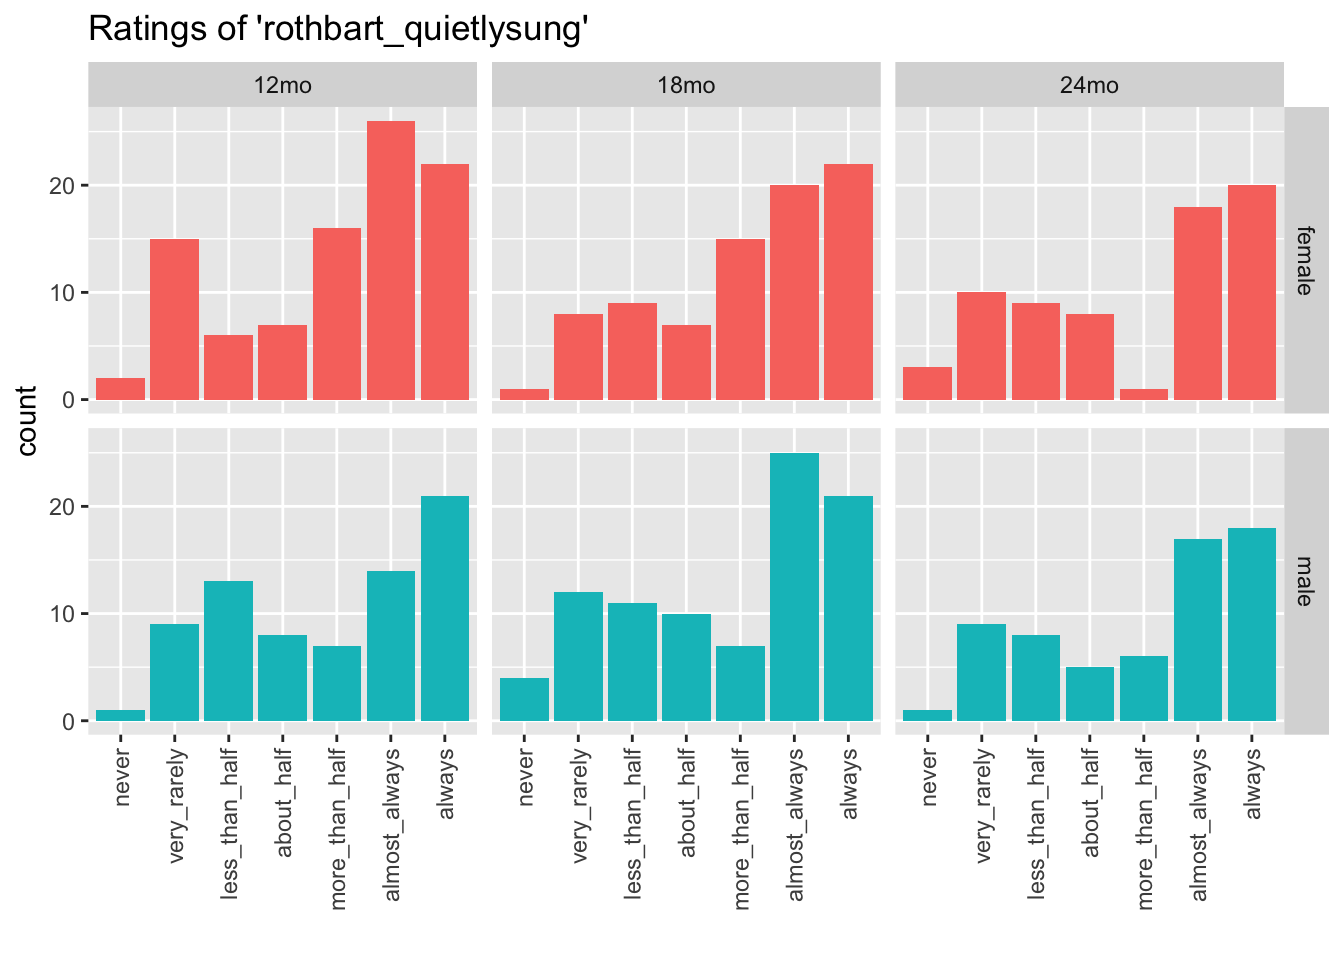 Ratings of 'rothbart_quietlysung'
12mo
18mo
24mo
20
10
0
female
count
20
10
0
male
never
very_rarely
less_than_half
about_half
more_than_half
almost_always
always
never
very_rarely
less_than_half
about_half
more_than_half
almost_always
always
never
very_rarely
less_than_half
about_half
more_than_half
almost_always
always